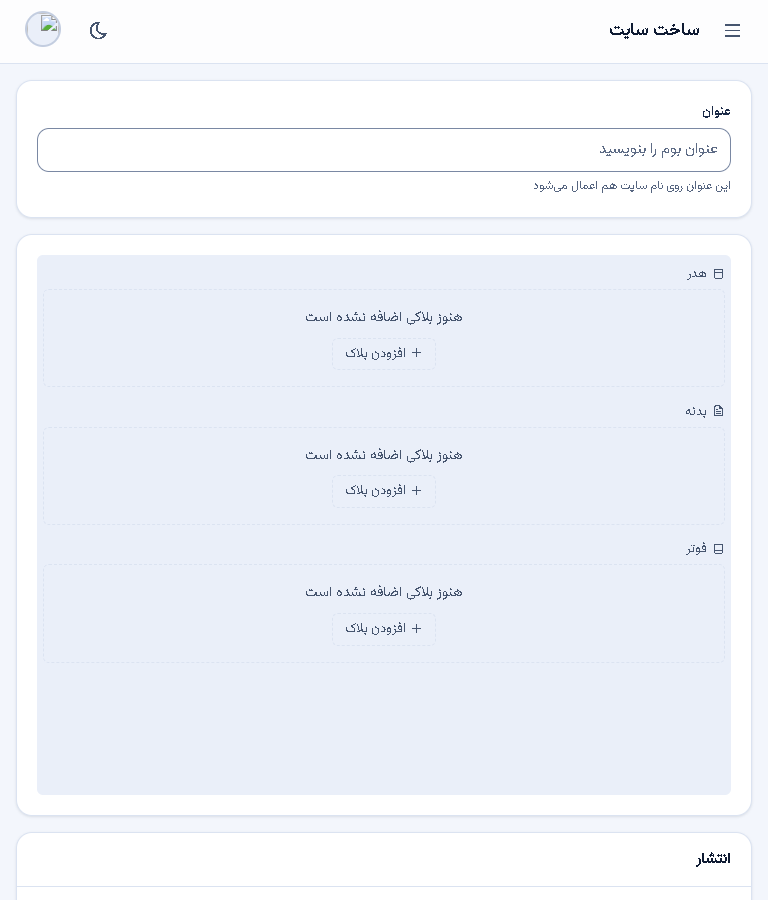 ساخت سایت
عنوان
عنوان بوم را بنویسید
این عنوان روی نام سایت هم اعمال می‌شود
هدر
هنوز بلاکی اضافه نشده است
افزودن بلاک
بدنه
هنوز بلاکی اضافه نشده است
افزودن بلاک
فوتر
هنوز بلاکی اضافه نشده است
افزودن بلاک
انتشار